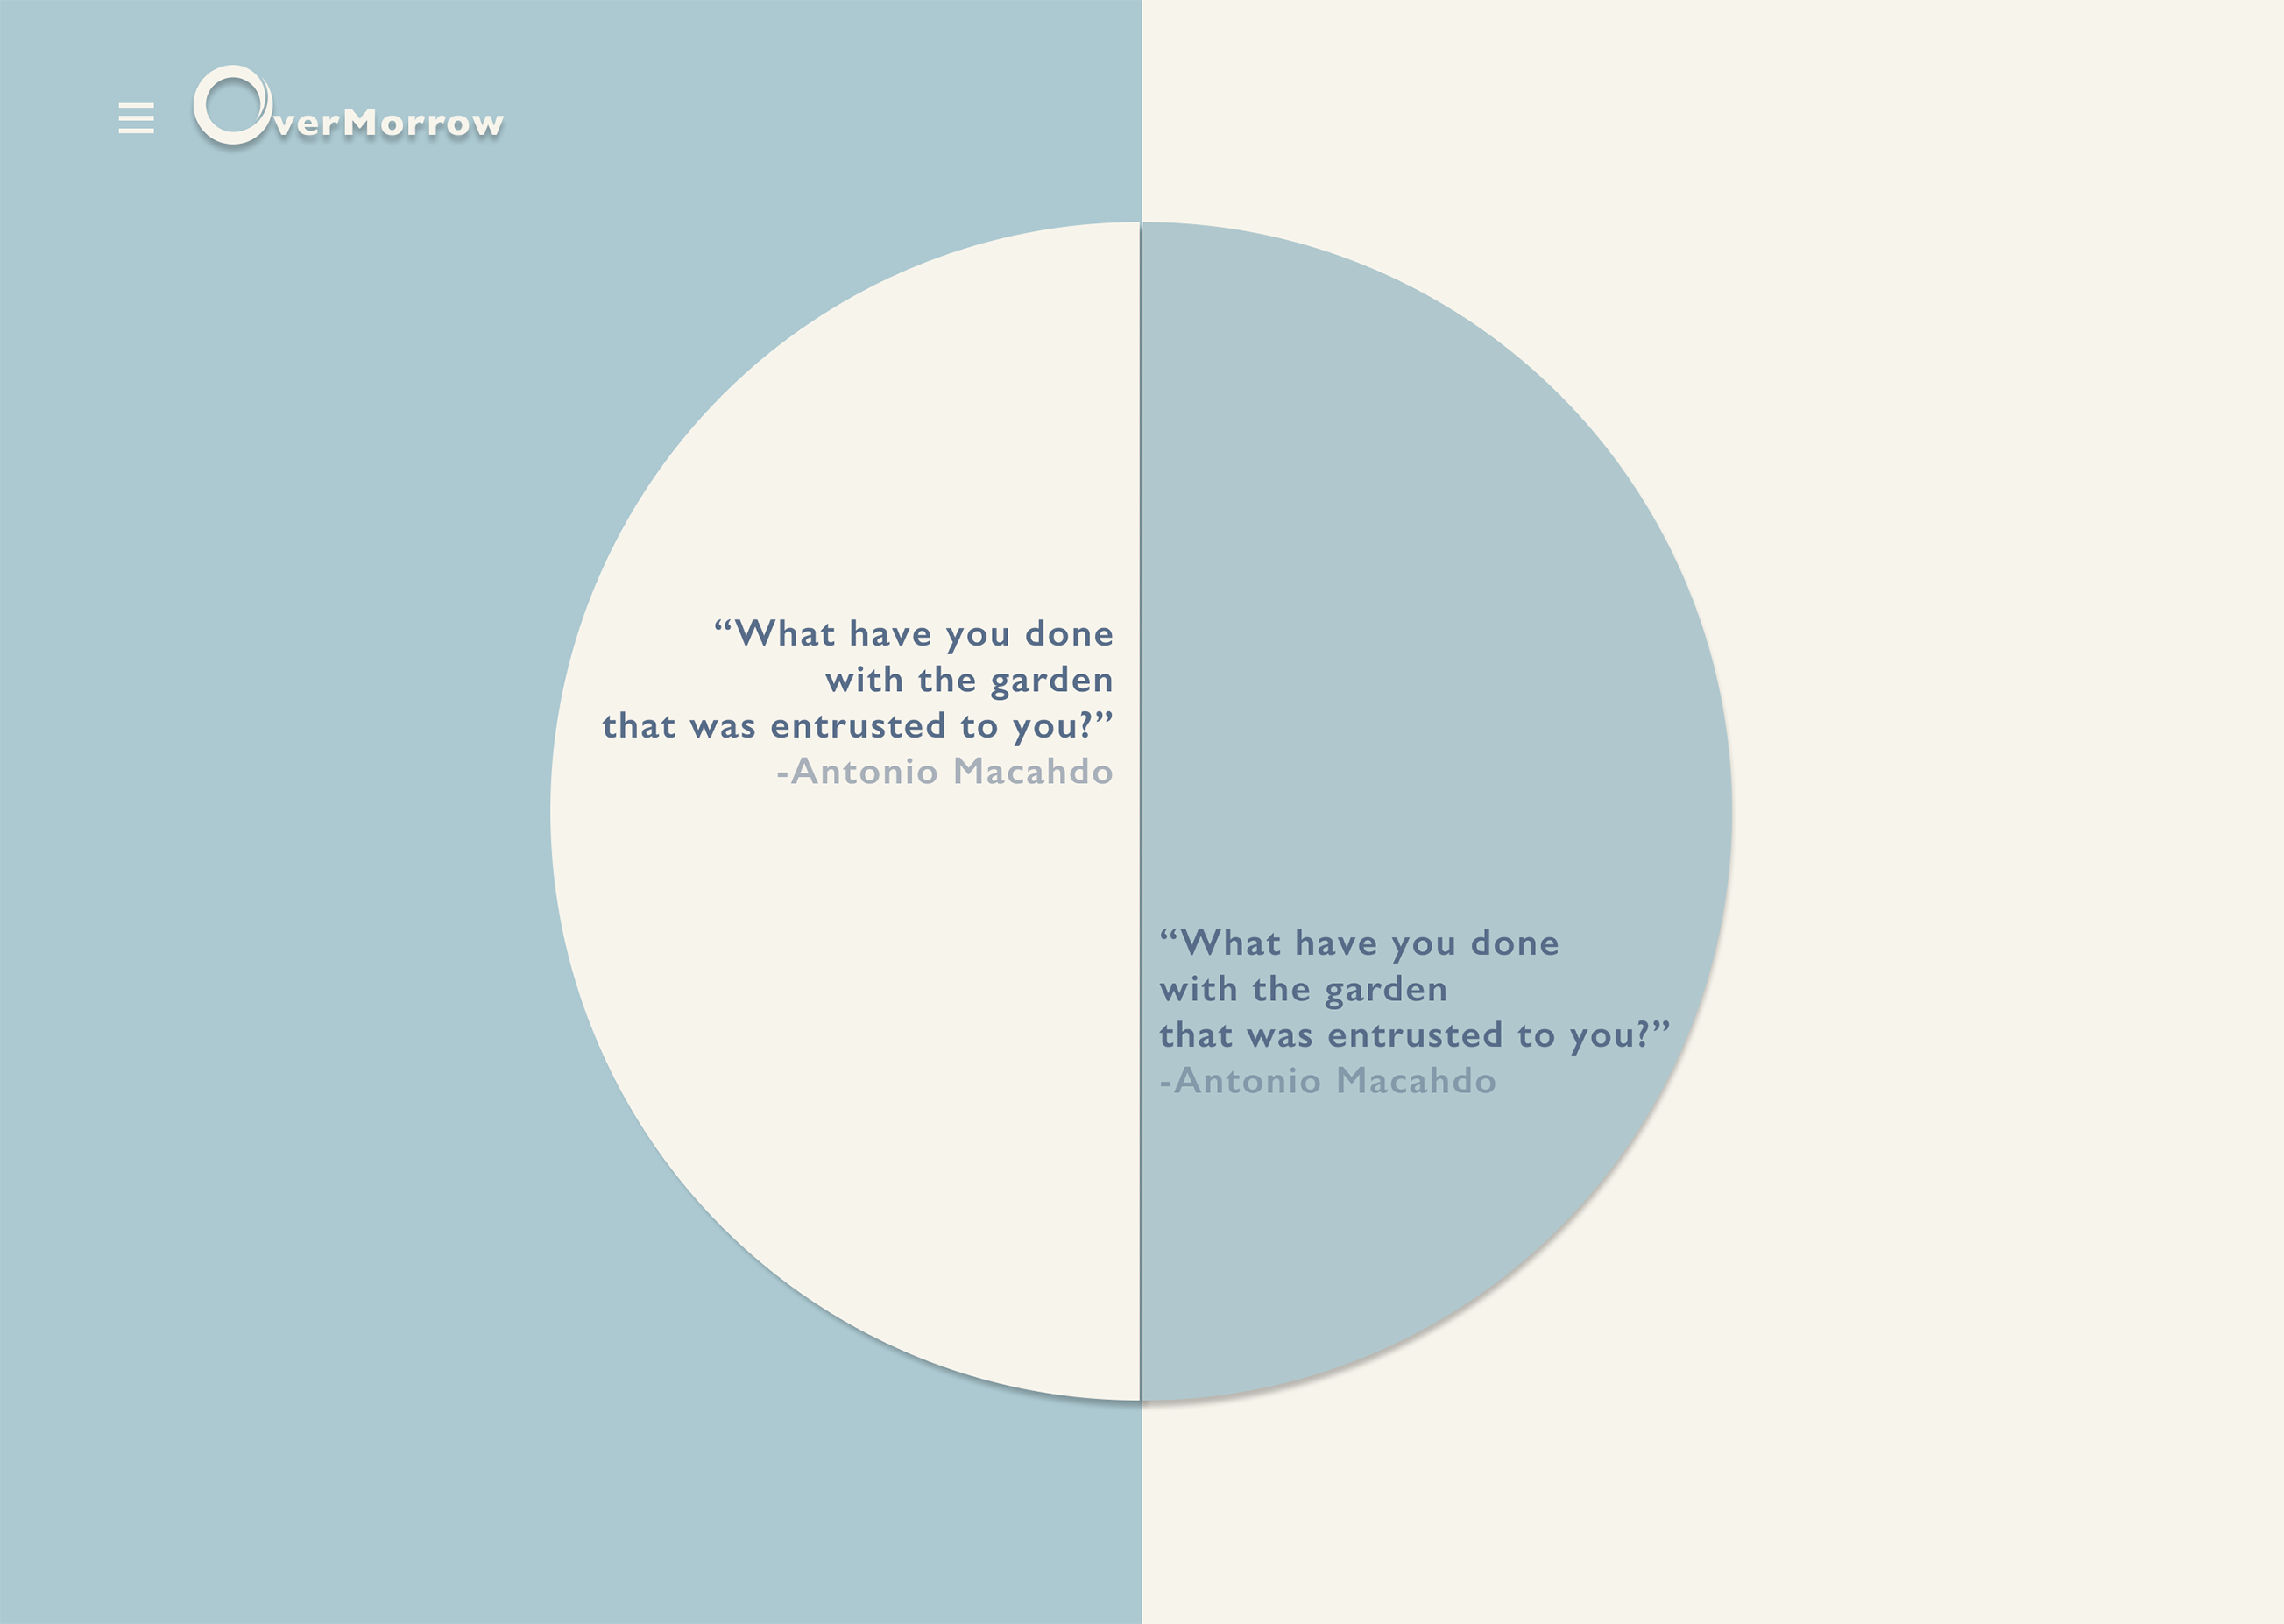 OverMorrow
“What have you done
with the garden
that was entrusted to you?”
-Antonio Macahdo
“What have you done
with the garden
that was entrusted to you?”
-Antonio Macahdo